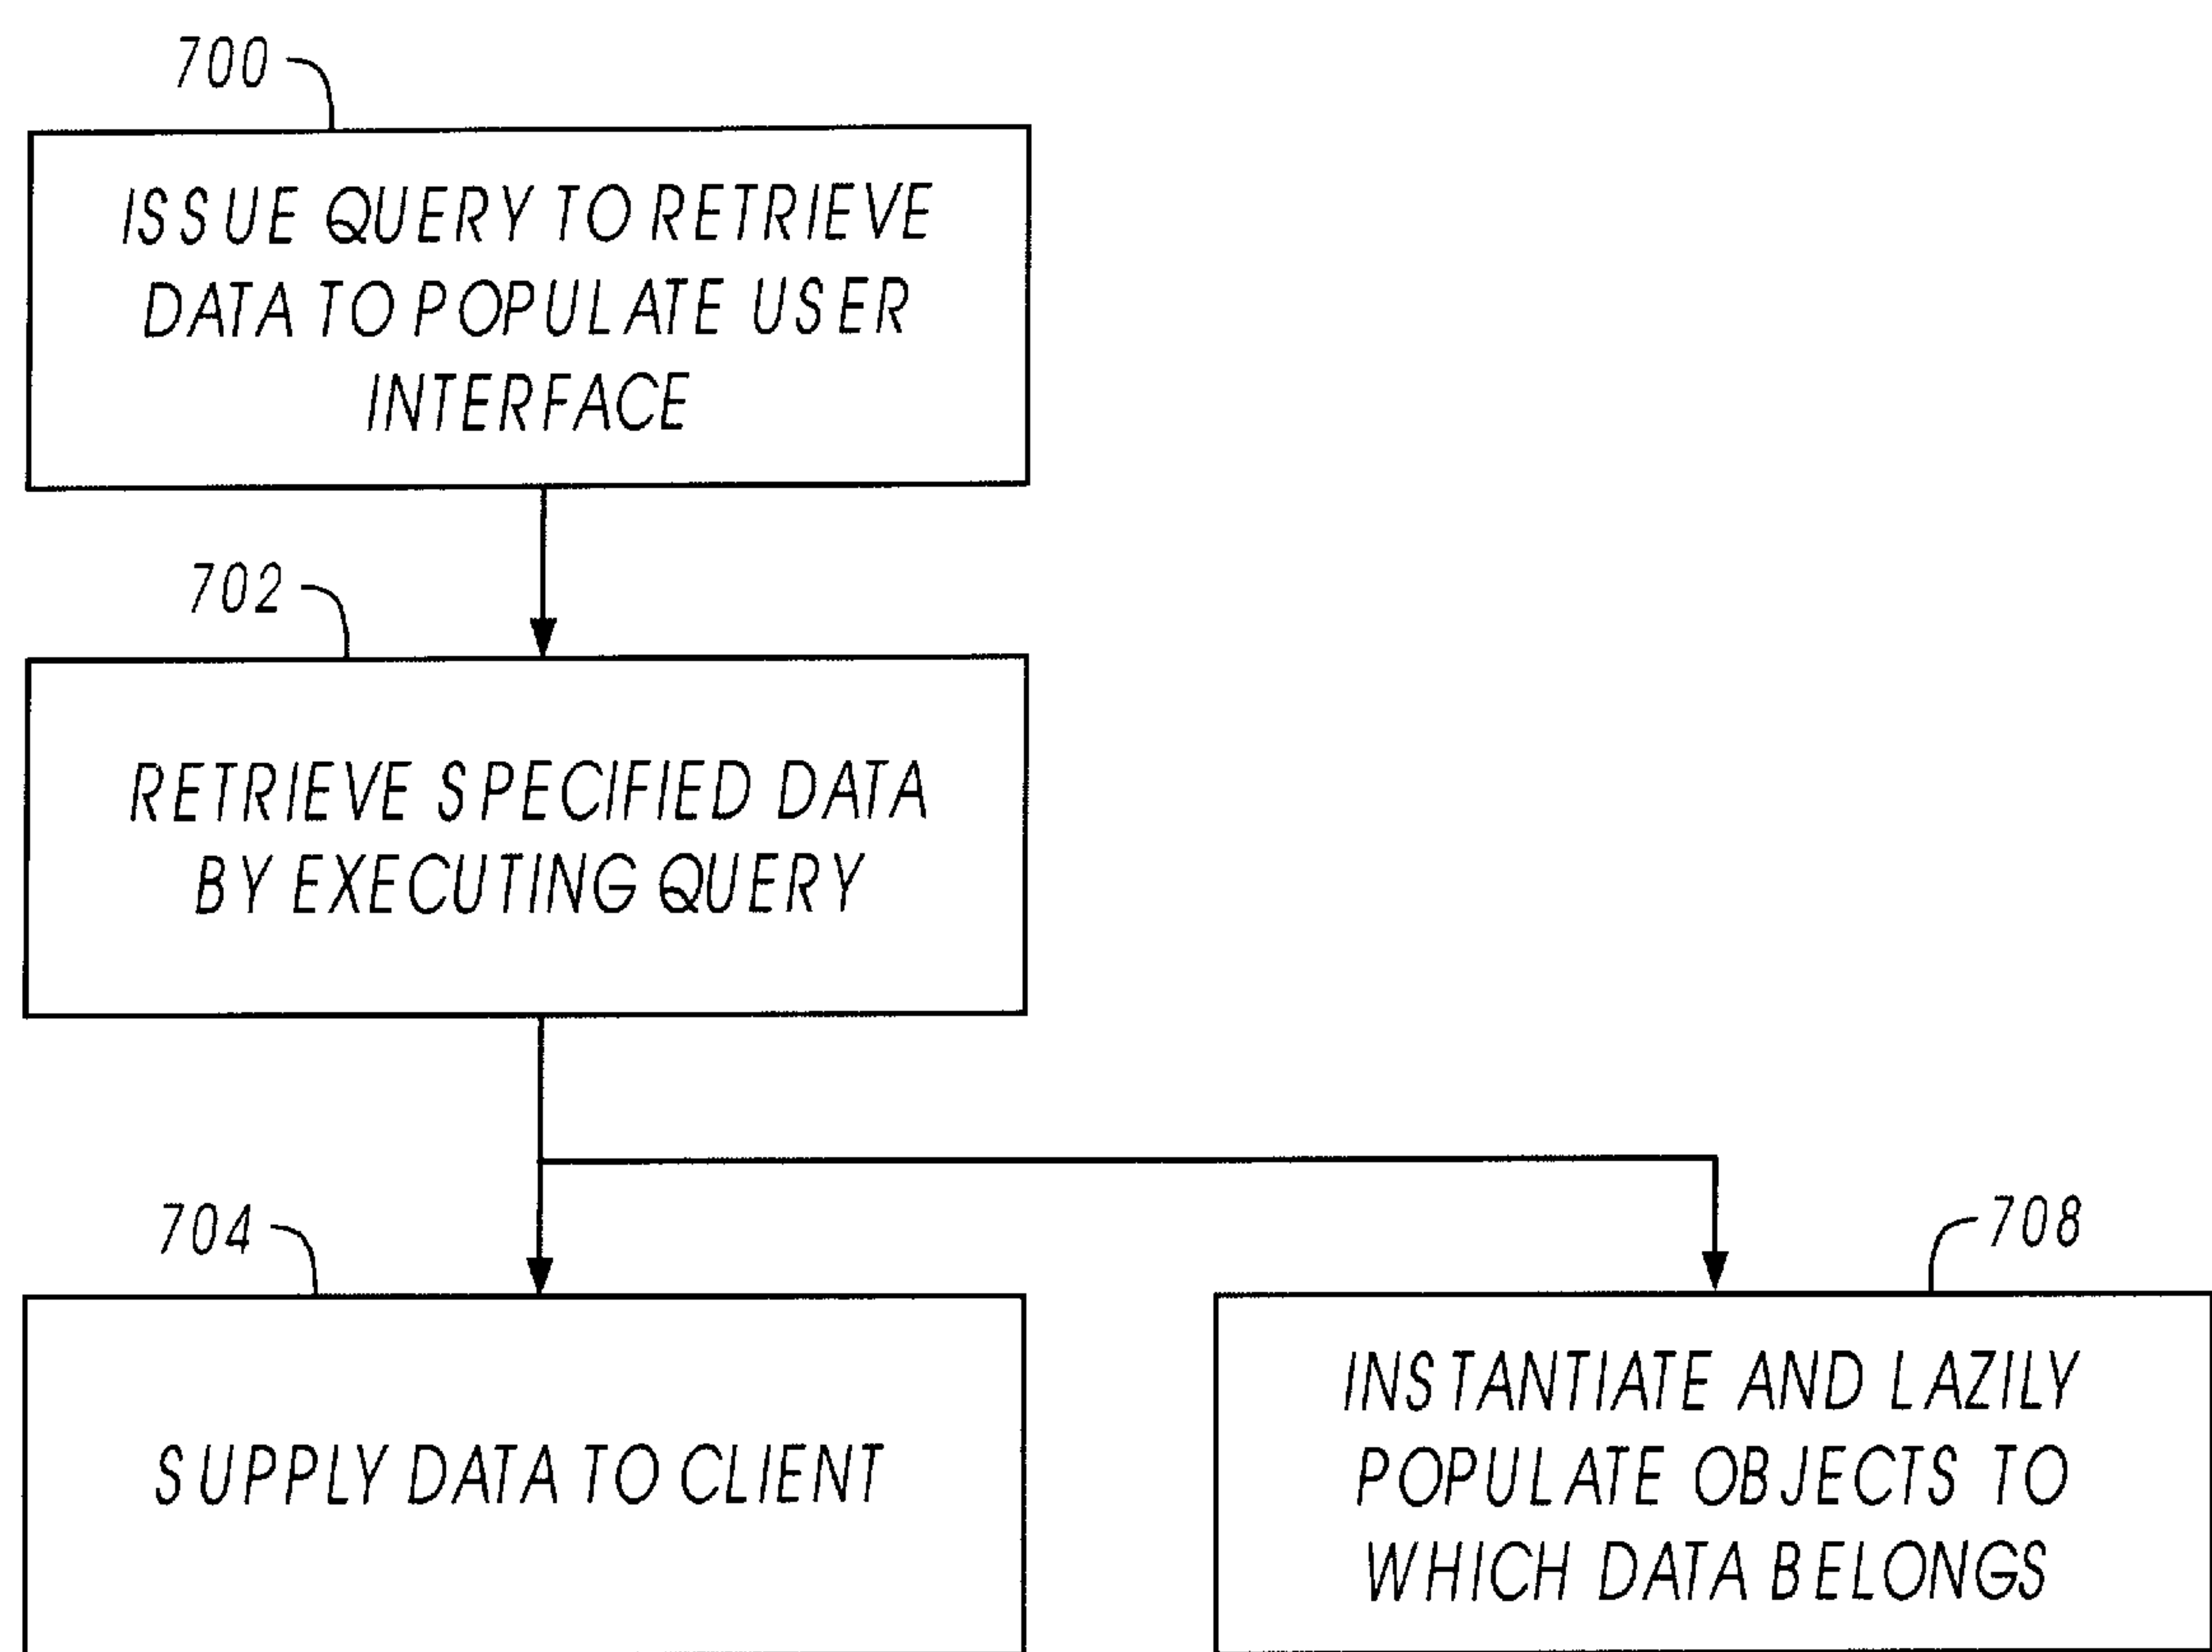 700
ISSUE QUERY TO RETRIEVE
DATA TO POPULATE USER
INTERFACE
702
RETRIEVE SPECIFIED DATA
BY EXECUTING QUERY
704
SUPPLY DATA TO CLIENT
708
INSTANTIATE AND LAZILY
POPULATE OBJECTS TO
WHICH DATA BELONGS